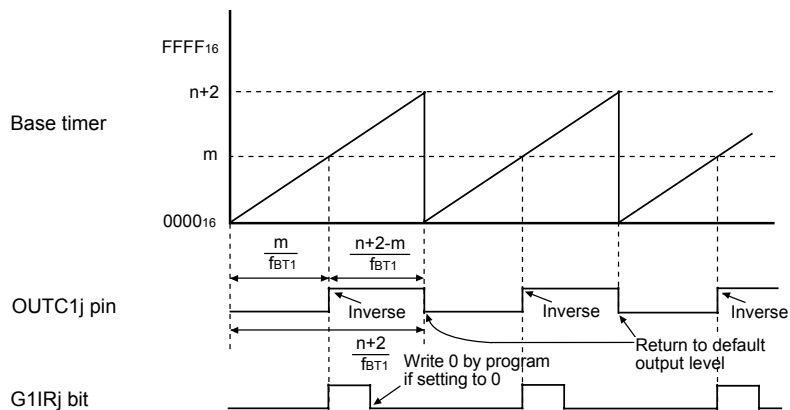 FFFF16
n+2
Base timer
m
000016
m
fBT1
n+2-m
fBT1
OUTC1j pin
Inverse
Inverse
Inverse
n+2
fBT1
Return to default
output level
Write 0 by program
if setting to 0
G1IRj bit